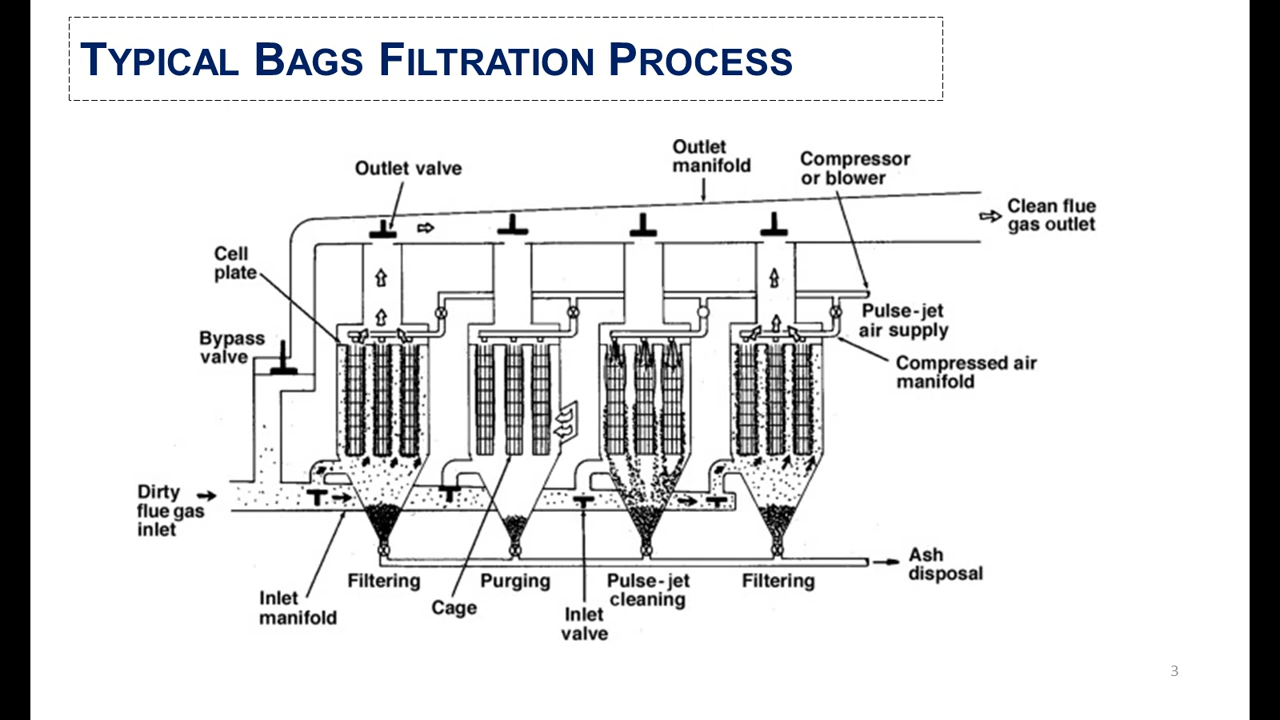 TYPICAL BAGS FILTRATION PROCESS
Outlet valve
Outlet
manifold
Compressor
or blower
Clean flue
gas outlet
Cell
plate
Bypass
valve
Pulse-jet
air supply
Compressed air
manifold
Dirty
flue gas
inlet
Ash
disposal
Filtering
Purging
Pulse-jet
cleaning
Filtering
Inlet
manifold
Cage
Inlet
valve
3